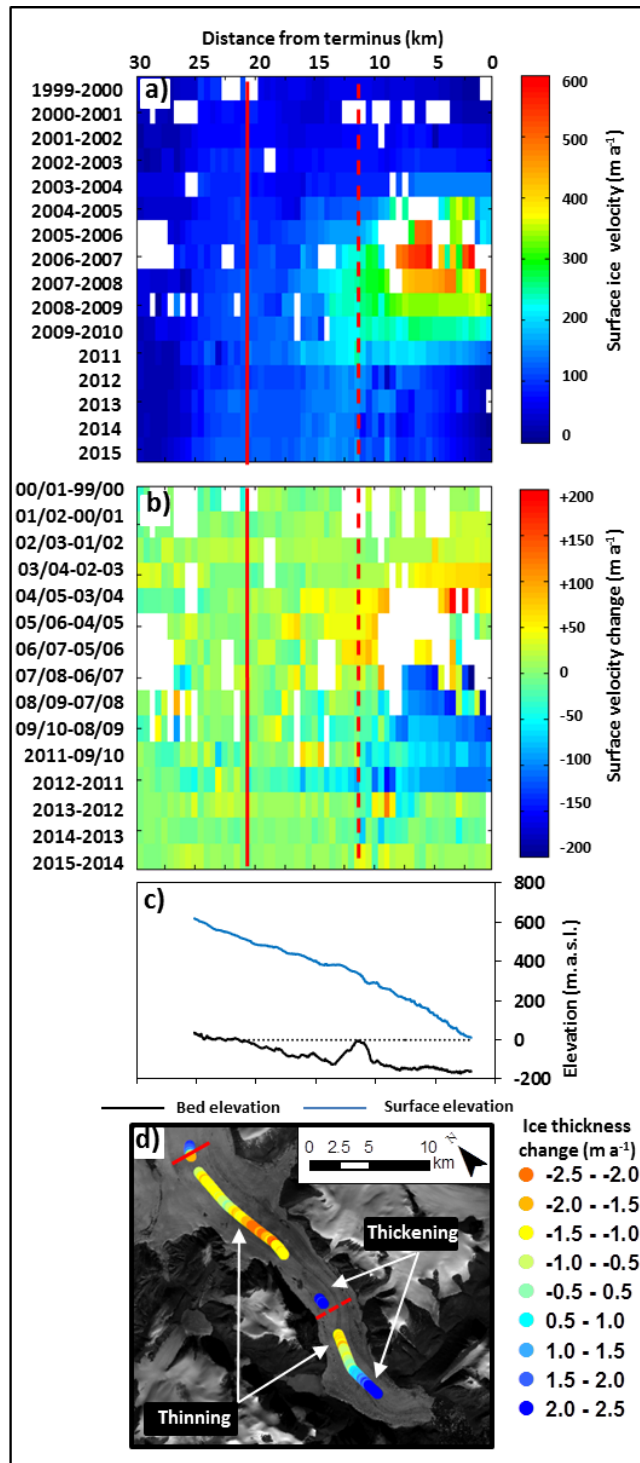 Distance from terminus (km)
30 25 20 15 10 5 0
a)
1999-2000
2000-2001
2001-2002
2002-2003
2003-2004
2004-2005
2005-2006
2006-2007
2007-2008
2008-2009
2009-2010
2011
2012
2013
2014
2015
600
500
400
300
200
100
0
Surface ice velocity (m a-1)
b)
00/01-99/00
01/02-00/01
02/03-01/02
03/04-02-03
04/05-03/04
05/06-04/05
06/07-05/06
07/08-06/07
08/09-07/08
09/10-08/09
2011-09/10
2012-2011
2013-2012
2014-2013
2015-2014
+200
+150
+100
+50
0
-50
-100
-150
-200
Surface velocity change (m a-1)
c)
800
600
400
200
0
-200
Elevation (m.a.s.l.)
Bed elevation Surface elevation
d)
0 2.5 5 10
km
N
Thickening
Thinning
Ice thickness
change (m a-1)
-2.5 - -2.0
-2.0 - -1.5
-1.5 - -1.0
-1.0 - -0.5
-0.5 - 0.5
0.5 - 1.0
1.0 - 1.5
1.5 - 2.0
2.0 - 2.5